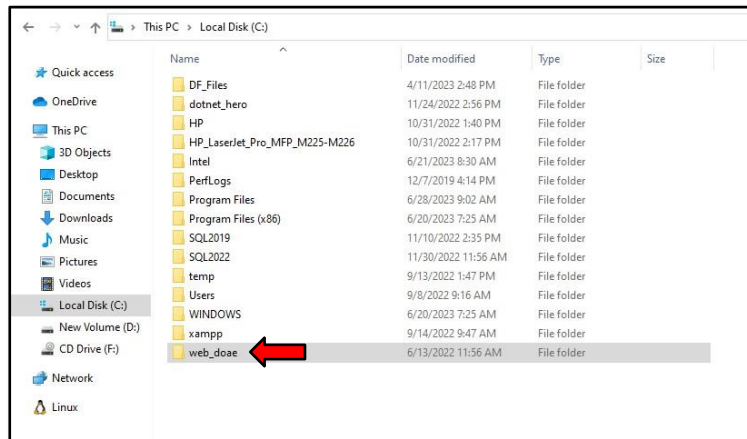 This PC > Local Disk (C:)
Name Date modified Type Size
Quick access
OneDrive
This PC
3D Objects
Desktop
Documents
Downloads
Music
Pictures
Videos
Local Disk (C:)
New Volume (D:)
CD Drive (F:)
Network
Linux
DF_Files 4/11/2023 2:48 PM File folder
dotnet_hero 11/24/2022 2:56 PM File folder
HP 10/31/2022 1:40 PM File folder
HP_LaserJet_Pro_MFP_M225-M226 10/31/2022 2:17 PM File folder
Intel 6/21/2023 8:30 AM File folder
PerfLogs 12/7/2019 4:14 PM File folder
Program Files 6/28/2023 9:02 AM File folder
Program Files (x86) 6/20/2023 7:25 AM File folder
SQL2019 11/10/2022 2:35 PM File folder
SQL2022 11/30/2022 11:56 AM File folder
temp 9/13/2022 1:47 PM File folder
Users 9/8/2022 9:16 AM File folder
WINDOWS 6/20/2023 7:25 AM File folder
xampp 9/14/2022 9:47 AM File folder
web_doae 6/13/2022 11:56 AM File folder